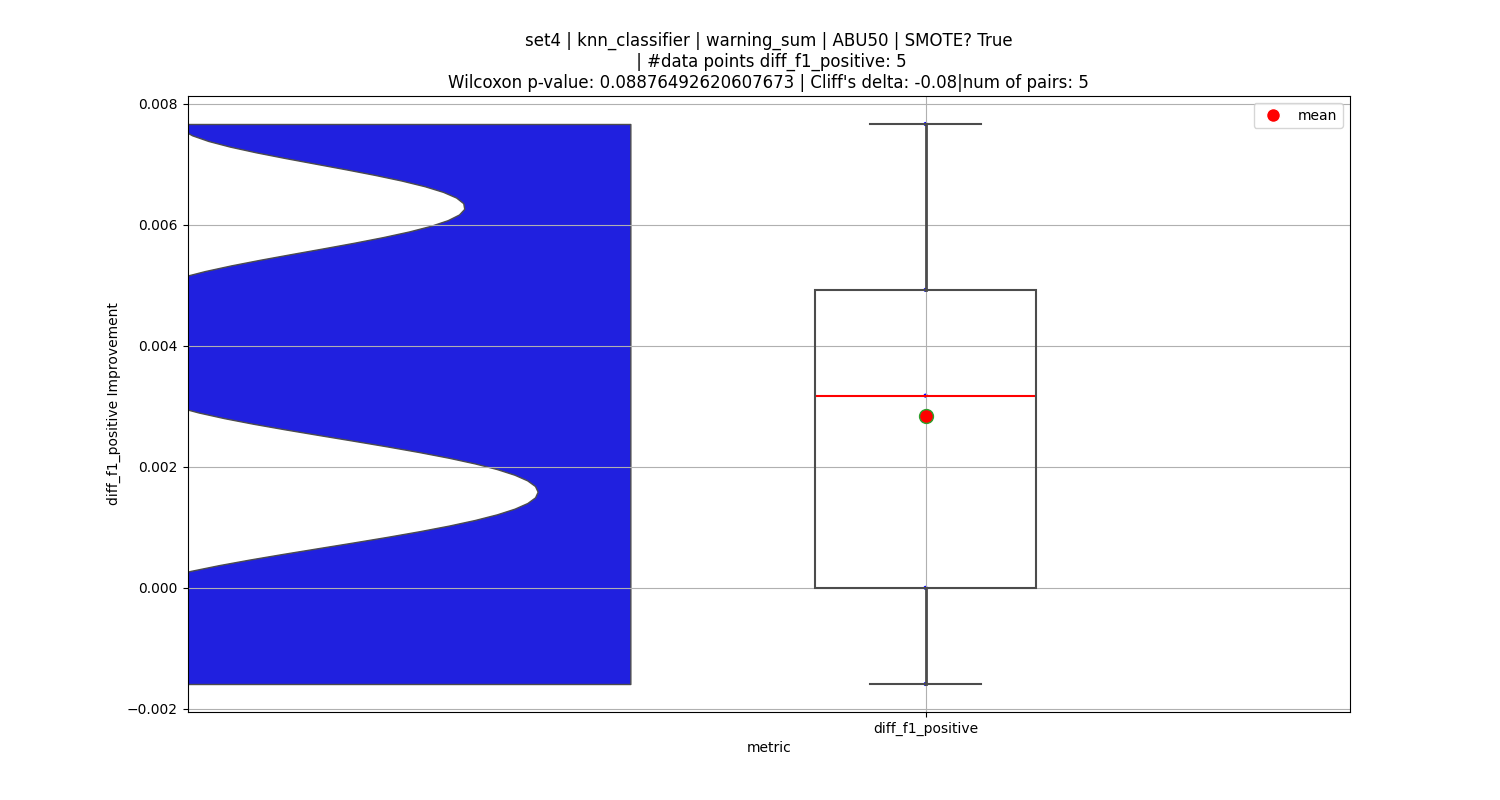 set4 | knn_classifier | warning_sum | ABU50 | SMOTE? True
| #data points diff_f1_positive: 5
Wilcoxon p-value: 0.08876492620607673 | Cliff's delta: -0.08|num of pairs: 5
mean
0.008
0.006
0.004
0.002
0.000
−0.002
diff_f1_positive Improvement
diff_f1_positive
metric